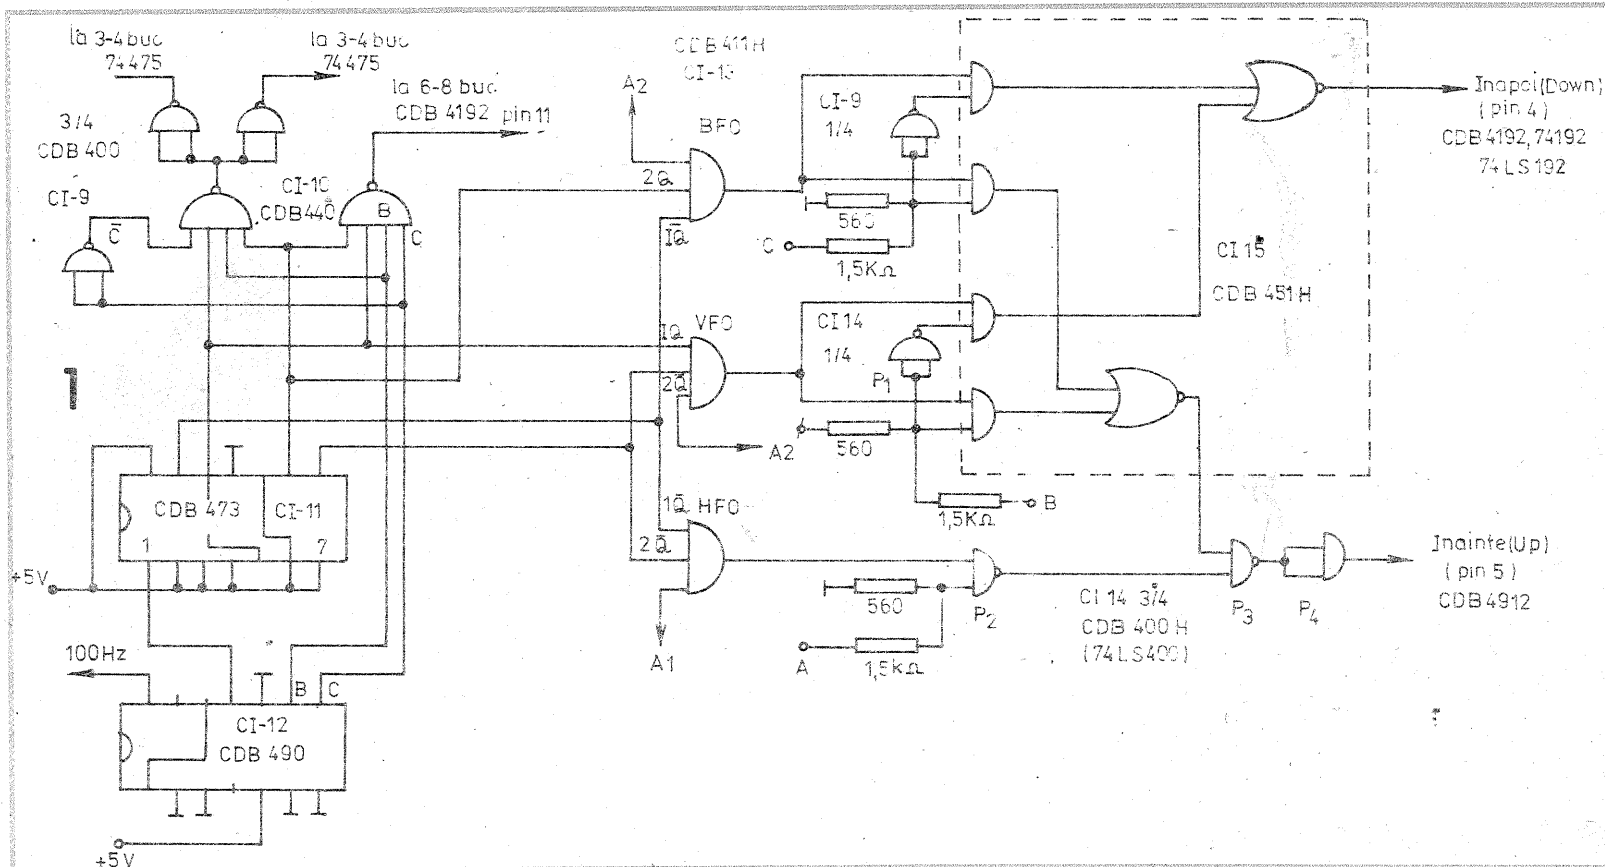 la 3-4 buc
74475
la 3-4 buc
74475
la 6-8 buc
CDB 4192 pin 11
3/4
CDB 400
CI-9
C̅
CI-10
CDB 440
B
C
1
CDB 473
CI-11
1
7
+5V
100Hz
B
C
CI-12
CDB 490
+5V
CDB 411H
CI-13
A2
BFO
2Q
1Q̅
VFO
1Q
2Q̅
A2
1Q̅
HFO
2Q̅
A1
CI-9
1/4
560
C
1,5KΩ
CI 14
1/4
P1
560
1,5KΩ
B
CI 15
CDB 451H
Inapoi(Down)
(pin 4)
CDB 4192, 74192
74LS192
560
A
1,5kΩ
P2
CI 14 3/4
CDB 400 H
(74LS400)
P3
P4
Inainte(Up)
(pin 5)
CDB 4912